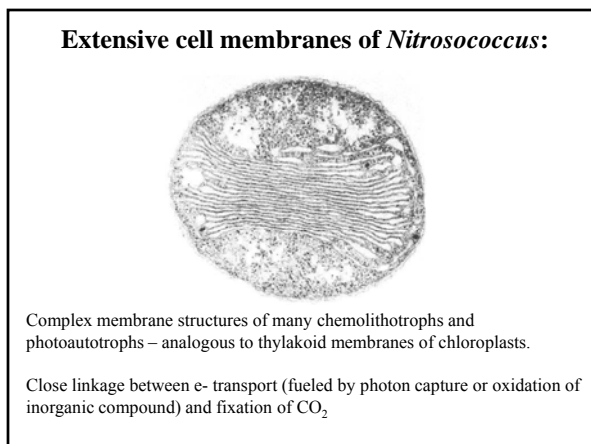 Extensive cell membranes of Nitrosococcus:
Complex membrane structures of many chemolithotrophs and
photoautotrophs – analogous to thylakoid membranes of chloroplasts.
Close linkage between e- transport (fueled by photon capture or oxidation of
inorganic compound) and fixation of CO₂